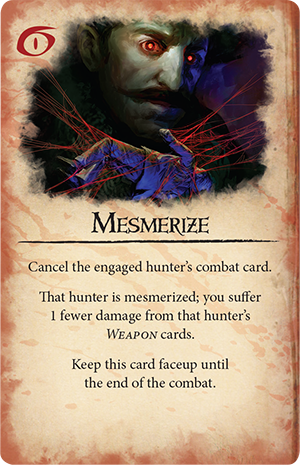 6
MESMERIZE
Cancel the engaged hunter's combat card.
That hunter is mesmerized; you suffer
1 fewer damage from that hunter's
WEAPON cards.
Keep this card faceup until
the end of the combat.